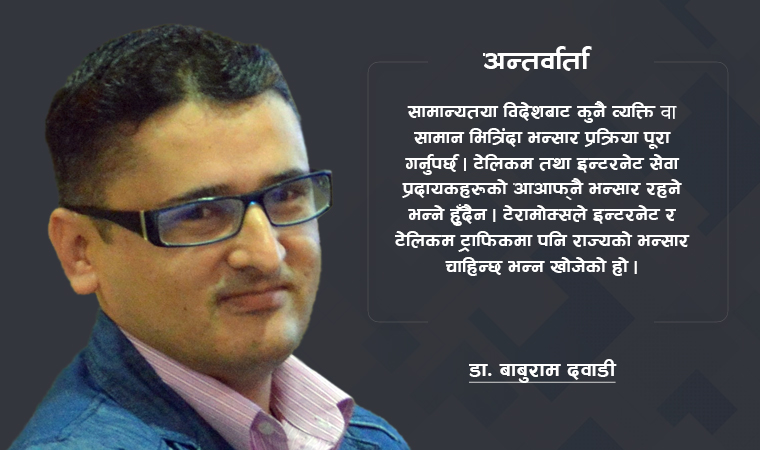 अन्तर्वार्ता
सामान्यतया विदेशबाट कुनै व्यक्ति वा
सामान भित्रिंदा भन्सार प्रक्रिया पूरा
गर्नुपर्छ । टेलिकम तथा इन्टरनेट सेवा
प्रदायकहरुको आआफ्नै भन्सार रहने
भन्ने हुँदैन । टेरामोक्सले इन्टरनेट र
टेलिकम ट्राफिकमा पनि राज्यको भन्सार
चाहिन्छ भन्न खोजेको हो ।
डा. बाबुराम दवाडी